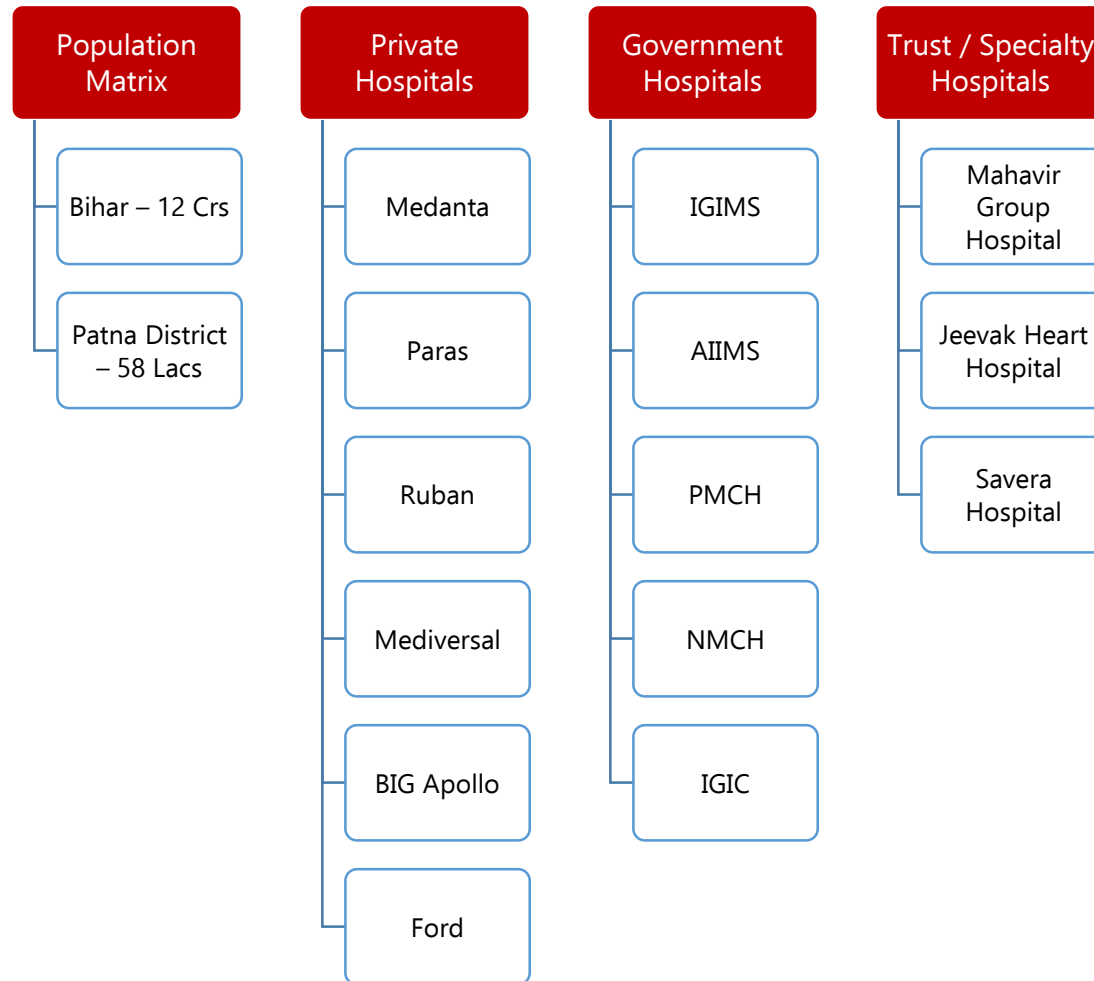 Population
Matrix
Bihar – 12 Crs
Patna District
– 58 Lacs
Private
Hospitals
Medanta
Paras
Ruban
Mediversal
BIG Apollo
Ford
Government
Hospitals
IGIMS
AIIMS
PMCH
NMCH
IGIC
Trust / Specialty
Hospitals
Mahavir
Group
Hospital
Jeevak Heart
Hospital
Savera
Hospital